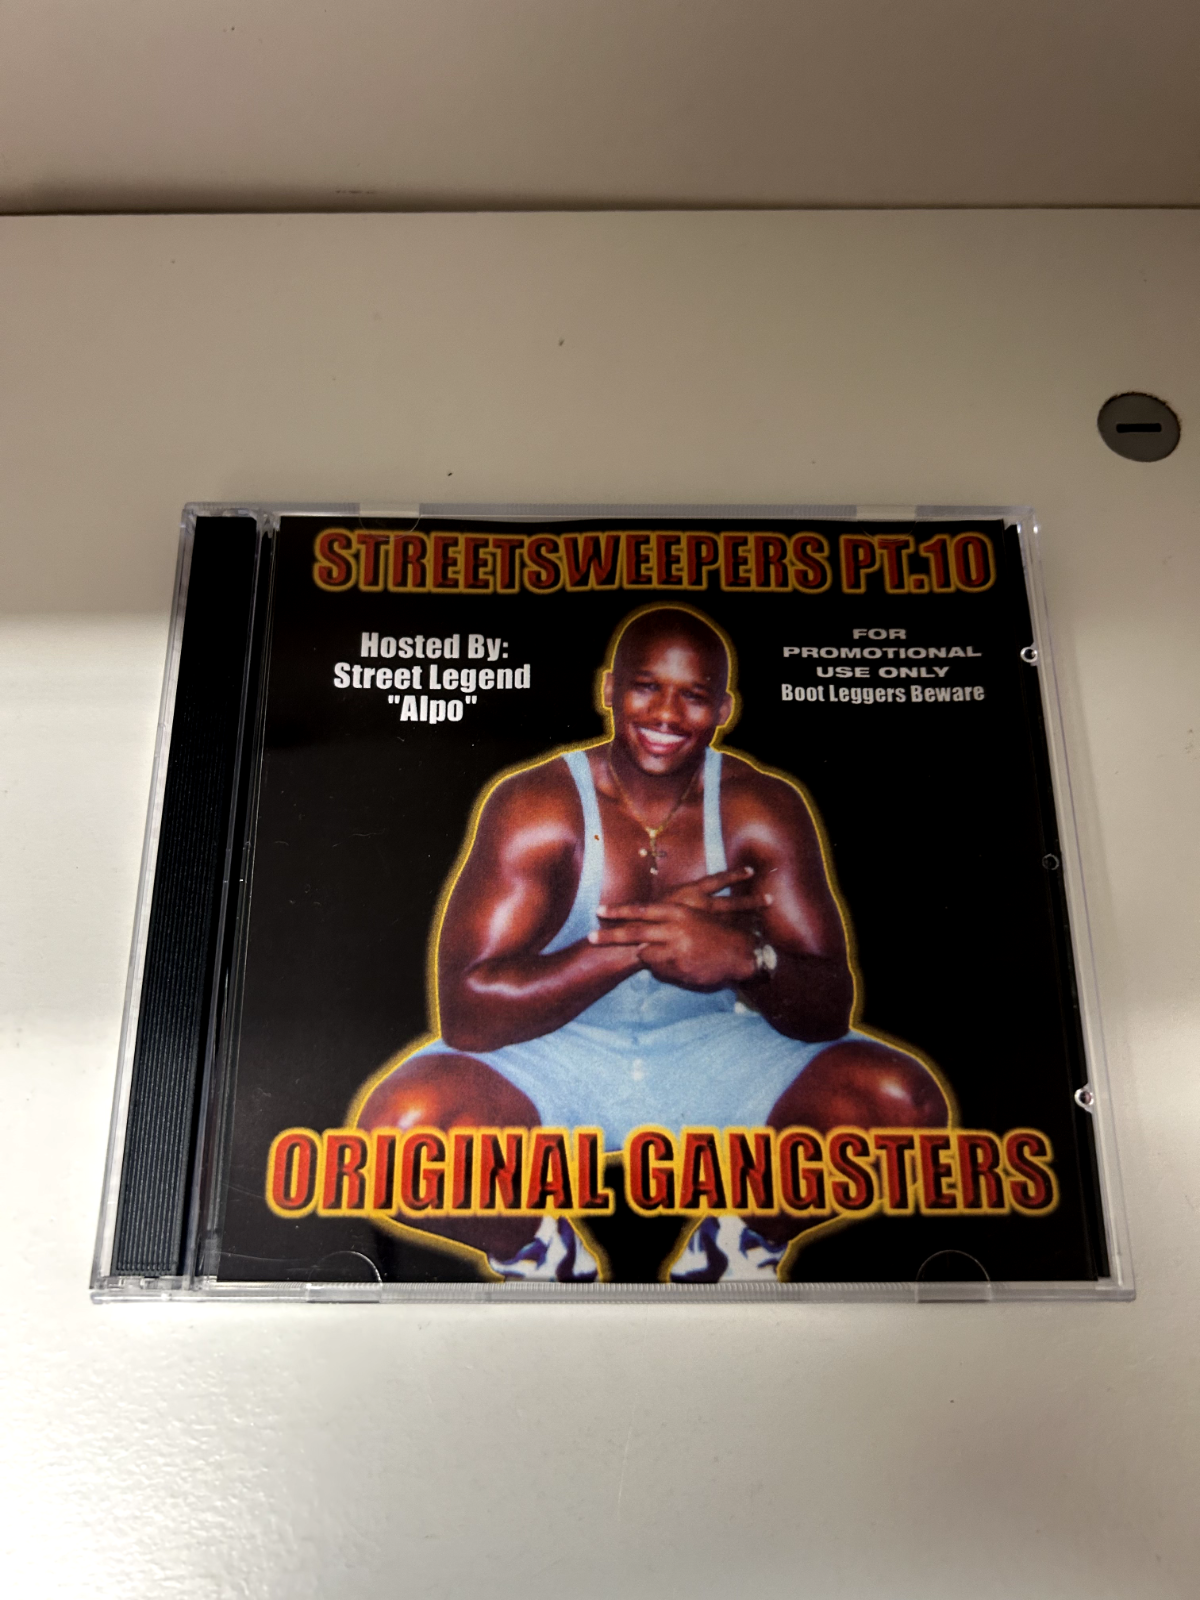 STREETSWEEPERS PT.10
Hosted By:
Street Legend
"Alpo"
FOR
PROMOTIONAL
USE ONLY
Boot Leggers Beware
ORIGINAL GANGSTERS